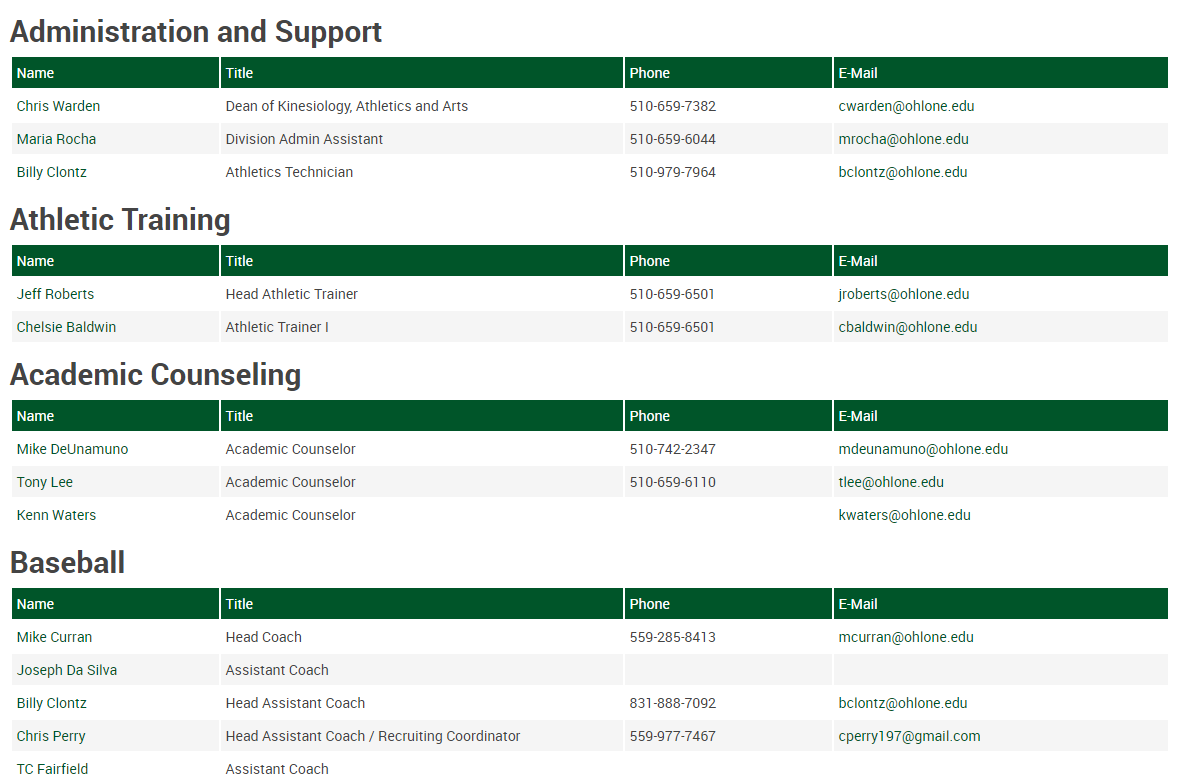 Administration and Support
Name Title Phone E-Mail
Chris Warden Dean of Kinesiology, Athletics and Arts 510-659-7382 cwarden@ohlone.edu
Maria Rocha Division Admin Assistant 510-659-6044 mrocha@ohlone.edu
Billy Clontz Athletics Technician 510-979-7964 bclontz@ohlone.edu
Athletic Training
Name Title Phone E-Mail
Jeff Roberts Head Athletic Trainer 510-659-6501 jroberts@ohlone.edu
Chelsie Baldwin Athletic Trainer I 510-659-6501 cbaldwin@ohlone.edu
Academic Counseling
Name Title Phone E-Mail
Mike DeUnamuno Academic Counselor 510-742-2347 mdeunamuno@ohlone.edu
Tony Lee Academic Counselor 510-659-6110 tlee@ohlone.edu
Kenn Waters Academic Counselor kwaters@ohlone.edu
Baseball
Name Title Phone E-Mail
Mike Curran Head Coach 559-285-8413 mcurran@ohlone.edu
Joseph Da Silva Assistant Coach
Billy Clontz Head Assistant Coach 831-888-7092 bclontz@ohlone.edu
Chris Perry Head Assistant Coach / Recruiting Coordinator 559-977-7467 cperry197@gmail.com
TC Fairfield Assistant Coach